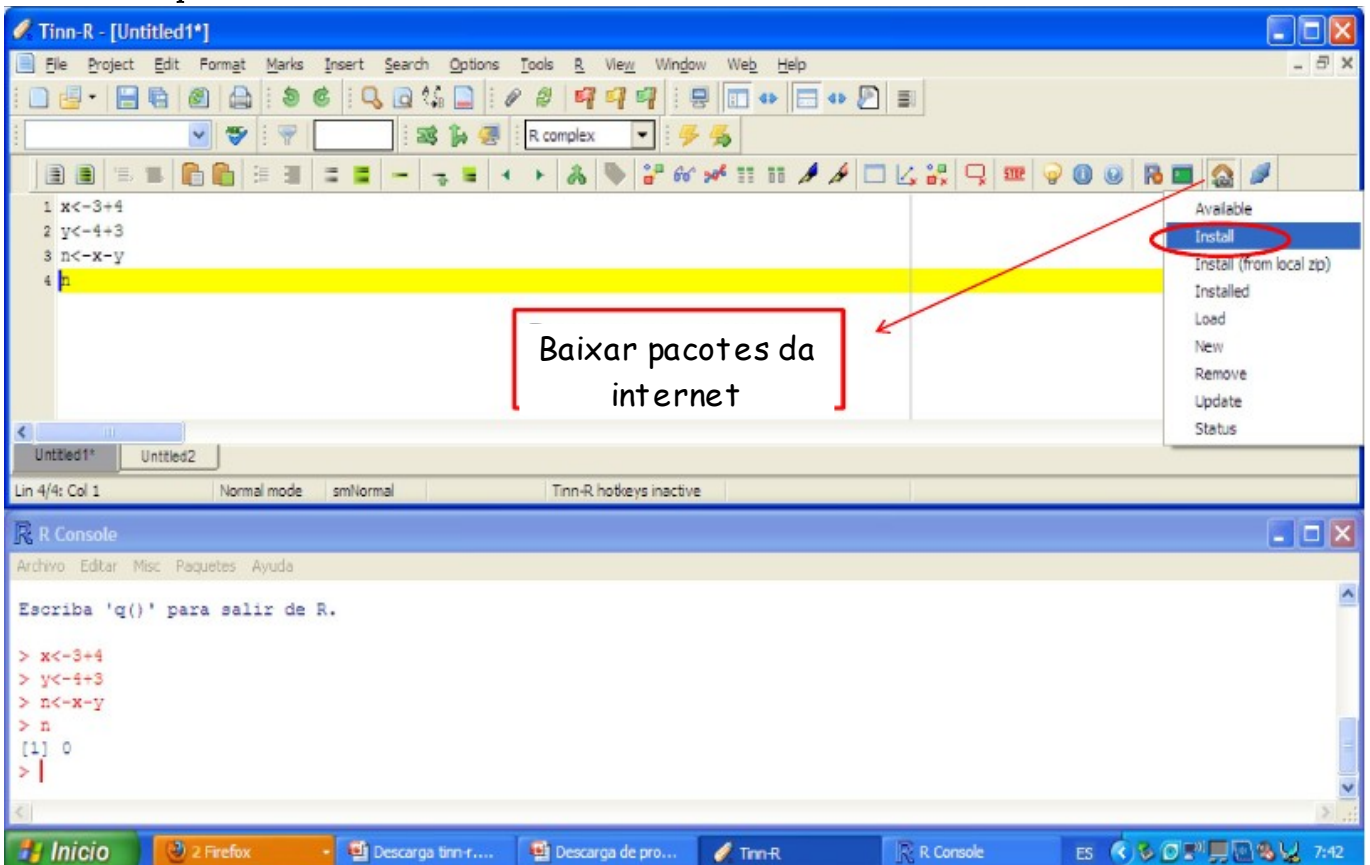 Tinn-R - [Untitled1*]
File Project Edit Format Marks Insert Search Options Tools R View Window Web Help
R complex
STOP
1 x<-3+4
2 y<-4+3
3 n<-x-y
4 n
Available
Install
Install (from local zip)
Installed
Load
New
Remove
Update
Status
Baixar pacotes da
internet
Untitled1* Untitled2
Lin 4/4: Col 1 Normal mode smNormal Tinn-R hotkeys inactive
R Console
Archivo Editar Misc Paquetes Ayuda
Escriba 'q()' para salir de R.
> x<-3+4
> y<-4+3
> n<-x-y
> n
[1] 0
>
Inicio 2 Firefox Descarga tinn-r.... Descarga de pro... Tinn-R R Console ES 7:42